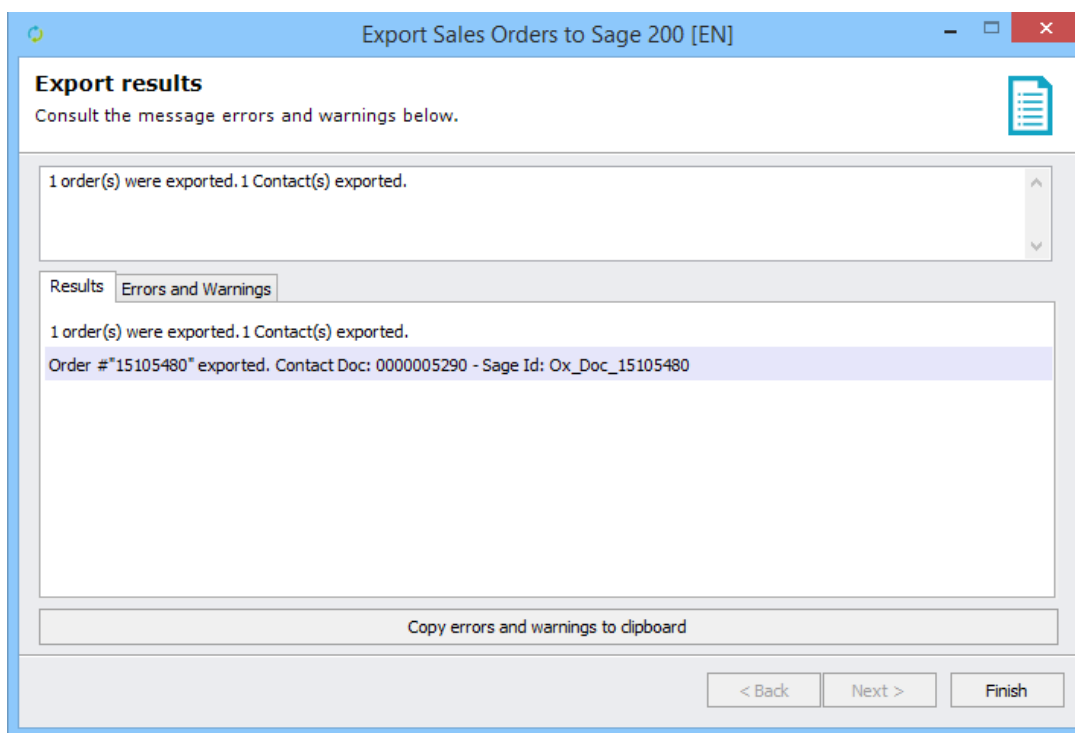 Export Sales Orders to Sage 200 [EN]
Export results
Consult the message errors and warnings below.
1 order(s) were exported.1 Contact(s) exported.
Results
Errors and Warnings
1 order(s) were exported.1 Contact(s) exported.
Order #"15105480" exported. Contact Doc: 0000005290 - Sage Id: Ox_Doc_15105480
Copy errors and warnings to clipboard
< Back
Next >
Finish